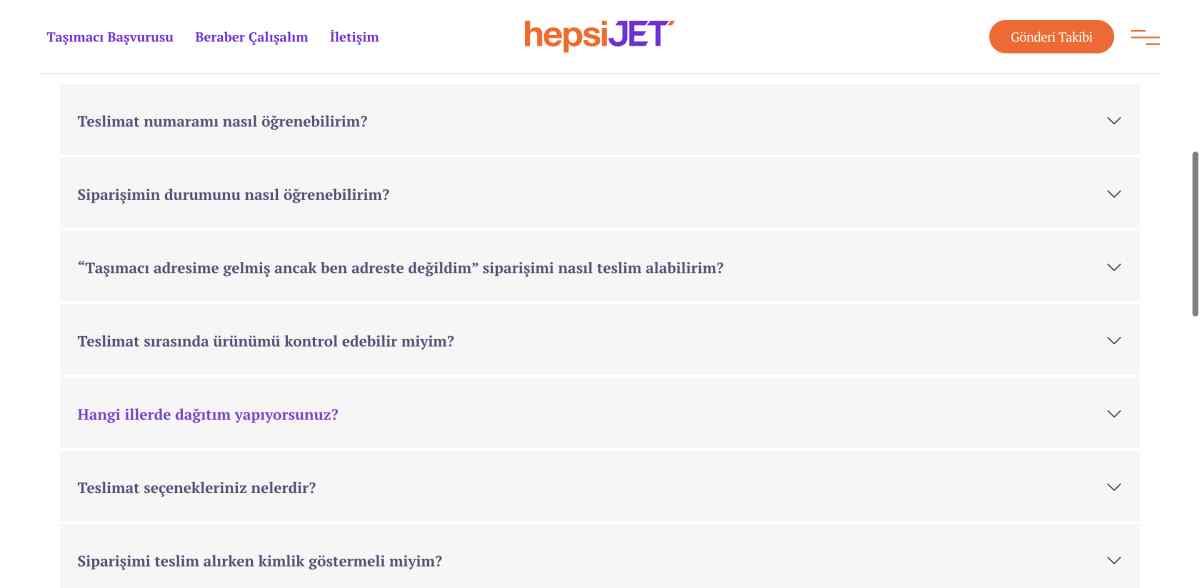 Taşımacı Başvurusu
Beraber Çalışalım
İletişim
hepsiJET
Gönderi Takibi
Teslimat numaramı nasıl öğrenebilirim?
Siparişimin durumunu nasıl öğrenebilirim?
“Taşımacı adresime gelmiş ancak ben adreste değildim” siparişimi nasıl teslim alabilirim?
Teslimat sırasında ürünümü kontrol edebilir miyim?
Hangi illerde dağıtım yapıyorsunuz?
Teslimat seçenekleriniz nelerdir?
Siparişimi teslim alırken kimlik göstermeli miyim?